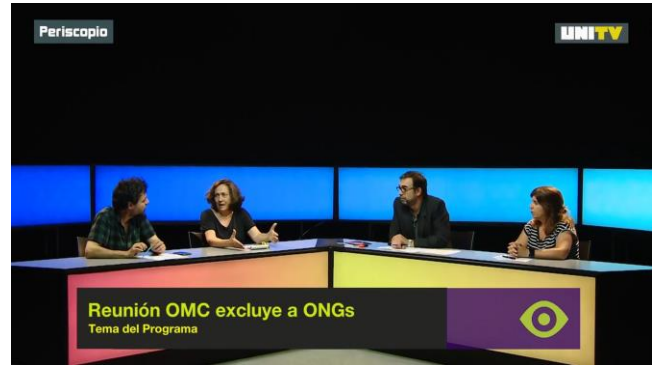 Periscopio
UNITV
Reunión OMC excluye a ONGs
Tema del Programa